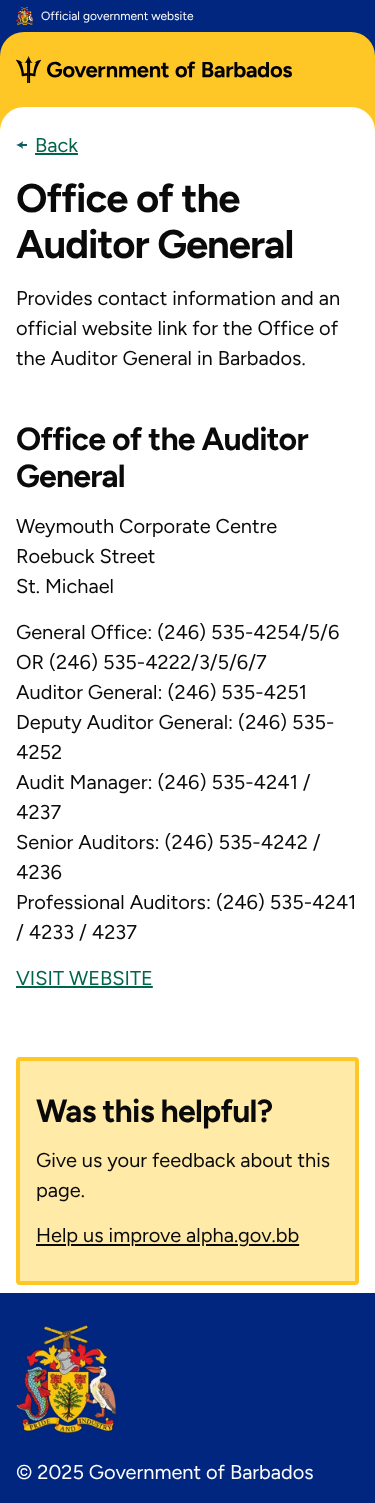 Official government website
Government of Barbados
Back
Office of the
Auditor General
Provides contact information and an
official website link for the Office of
the Auditor General in Barbados.
Office of the Auditor
General
Weymouth Corporate Centre
Roebuck Street
St. Michael
General Office: (246) 535-4254/5/6
OR (246) 535-4222/3/5/6/7
Auditor General: (246) 535-4251
Deputy Auditor General: (246) 535-
4252
Audit Manager: (246) 535-4241 /
4237
Senior Auditors: (246) 535-4242 /
4236
Professional Auditors: (246) 535-4241
/ 4233 / 4237
VISIT WEBSITE
Was this helpful?
Give us your feedback about this
page.
Help us improve alpha.gov.bb
PRIDE AND INDUSTRY
© 2025 Government of Barbados